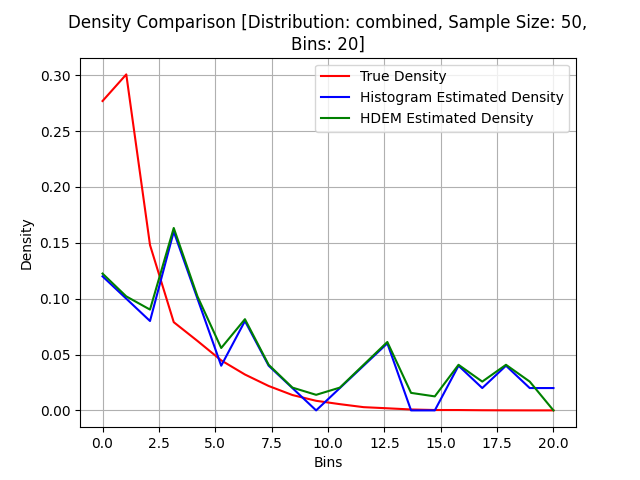 Density Comparison [Distribution: combined, Sample Size: 50,
Bins: 20]
True Density
Histogram Estimated Density
HDEM Estimated Density
0.30
0.25
0.20
0.15
0.10
0.05
0.00
Density
0.0 2.5 5.0 7.5 10.0 12.5 15.0 17.5 20.0
Bins